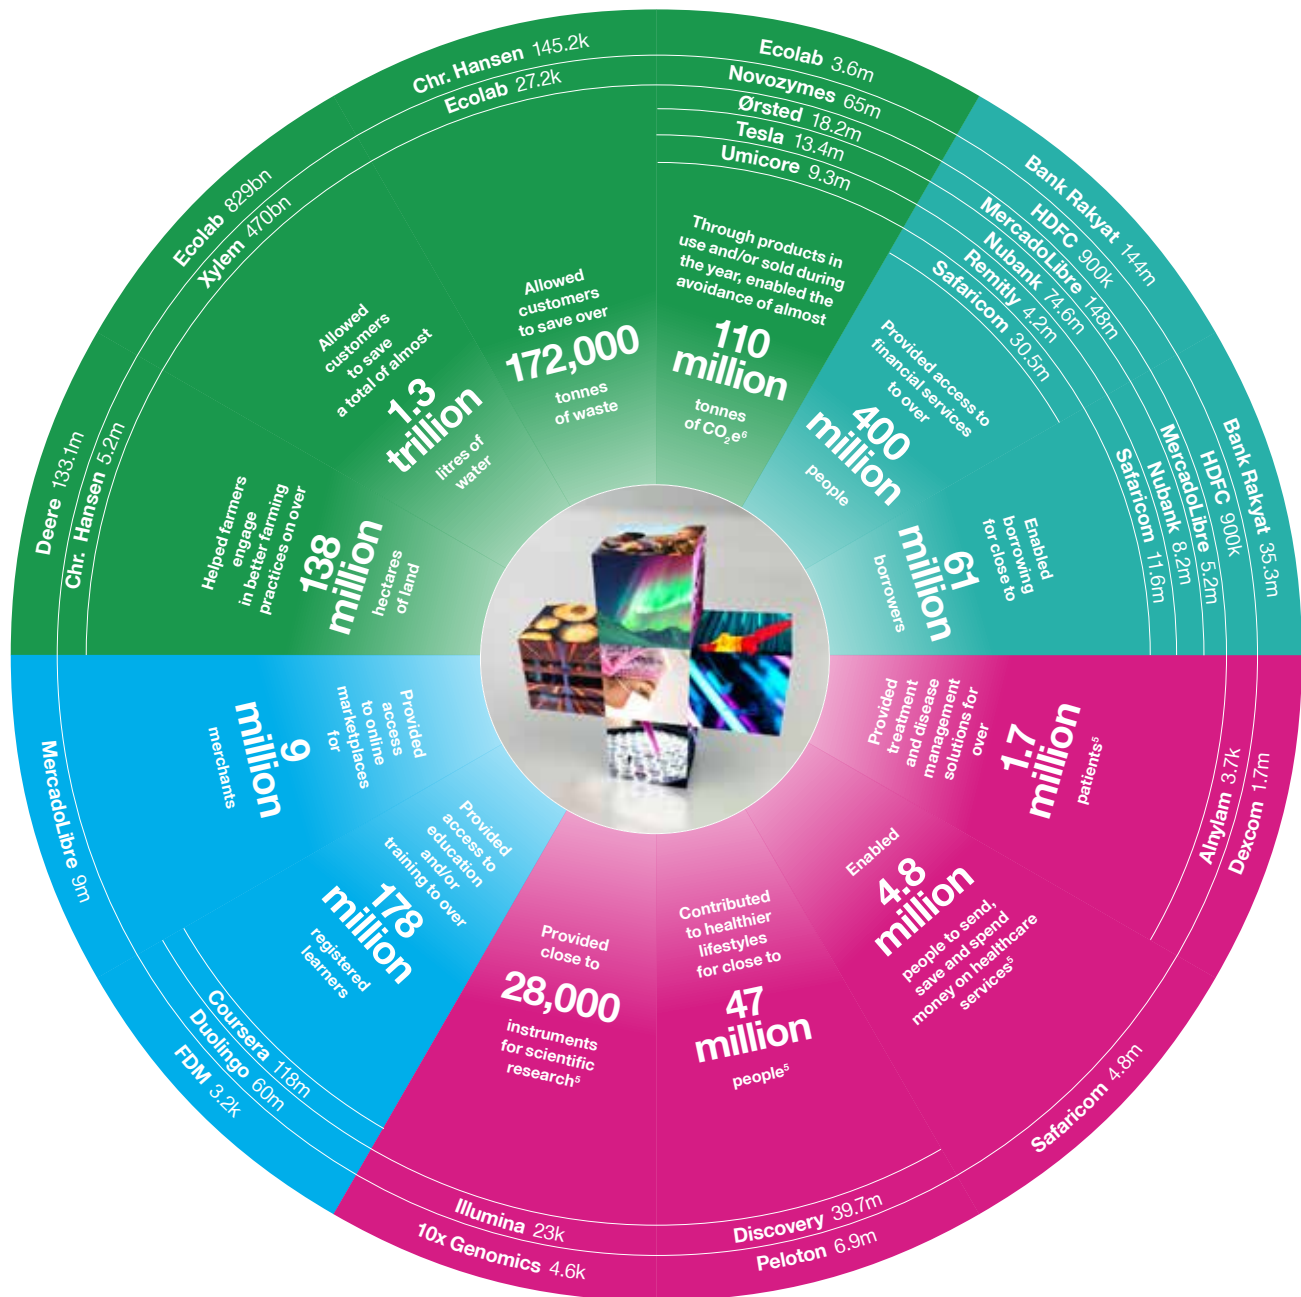 Ecolab 3.6m
Novozymes 65m
Ørsted 18.2m
Tesla 13.4m
Umicore 9.3m
Through products in
use and/or sold during
the year, enabled the
avoidance of almost
110
million
tonnes
of CO₂e⁶
Bank Rakyat 144m
HDFC 900k
MercadoLibre 148m
Nubank 74.6m
Remitly 4.2m
Safaricom 30.5m
Provided access to
financial services
to over
400
million
people
Bank Rakyat 35.3m
HDFC 900k
MercadoLibre 5.2m
Nubank 8.2m
Safaricom 11.6m
Enabled
borrowing
for close to
61
million
borrowers
Provided
treatment
and disease
management
solutions for
over
1.7
million
patients⁵
Alnylam 3.7k
Dexcom 1.7m
Enabled
4.8
million
people to send,
save and spend
money on healthcare
services⁵
Safaricom 4.8m
Contributed
to healthier
lifestyles
for close to
47
million
people⁵
Discovery 39.7m
Peloton 6.9m
Provided
close to
28,000
instruments
for scientific
research⁵
Illumina 23k
10x Genomics 4.6k
Provided
access to
education
and/or
training to over
178
million
registered
learners
Coursera 118m
Duolingo 60m
FDM 3.2k
Provided
access
to online
marketplaces
for
9
million
merchants
MercadoLibre 9m
Deere 133.1m
Chr. Hansen 5.2m
Helped farmers
engage
in better farming
practices on over
138
million
hectares
of land
Ecolab 829bn
Xylem 470bn
Allowed
customers
to save
a total of almost
1.3
trillion
litres of
water
Chr. Hansen 145.2k
Ecolab 27.2k
Allowed
customers
to save over
172,000
tonnes
of waste